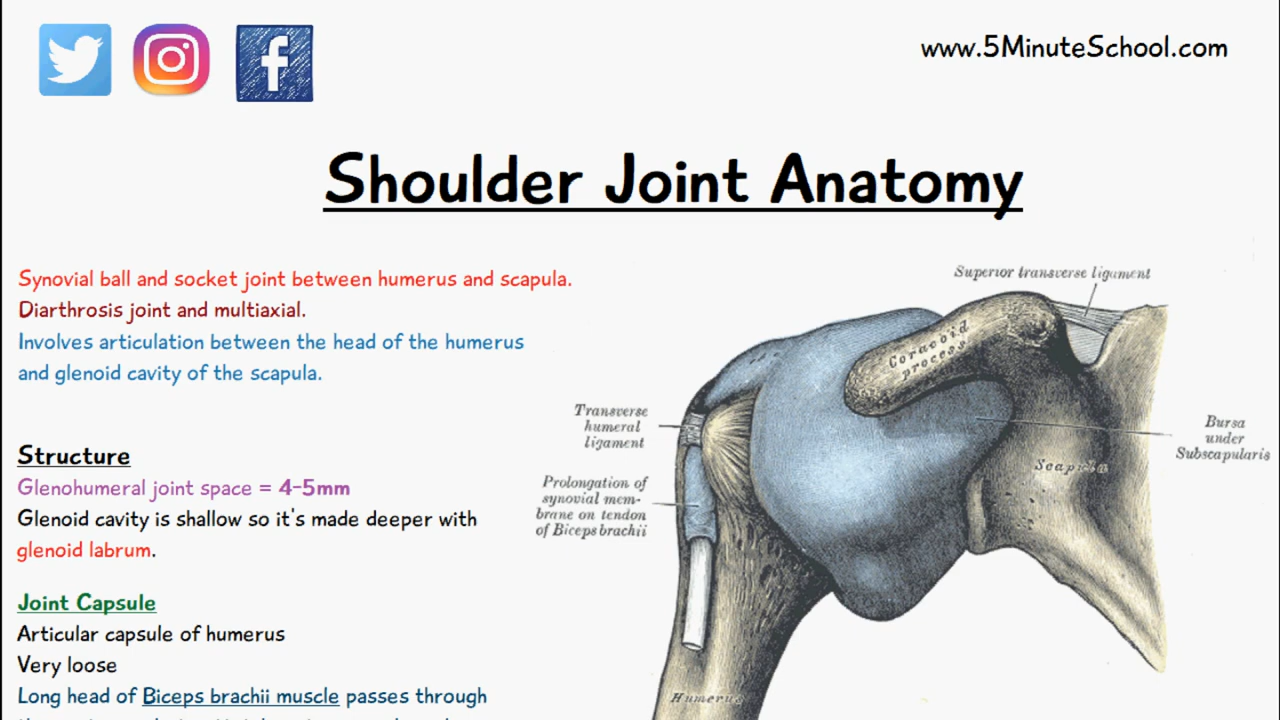 www.5MinuteSchool.com
Shoulder Joint Anatomy
Synovial ball and socket joint between humerus and scapula.
Diarthrosis joint and multiaxial.
Involves articulation between the head of the humerus
and glenoid cavity of the scapula.
Structure
Glenohumeral joint space = 4-5mm
Glenoid cavity is shallow so it's made deeper with
glenoid labrum.
Joint Capsule
Articular capsule of humerus
Very loose
Long head of Biceps brachii muscle passes through
Superior transverse ligament
Coracoid
process
Transverse
humeral
ligament
Bursa
under
Subscapularis
Scapula
Prolongation of
synovial mem-
brane on tendon
of Biceps brachii
Humerus